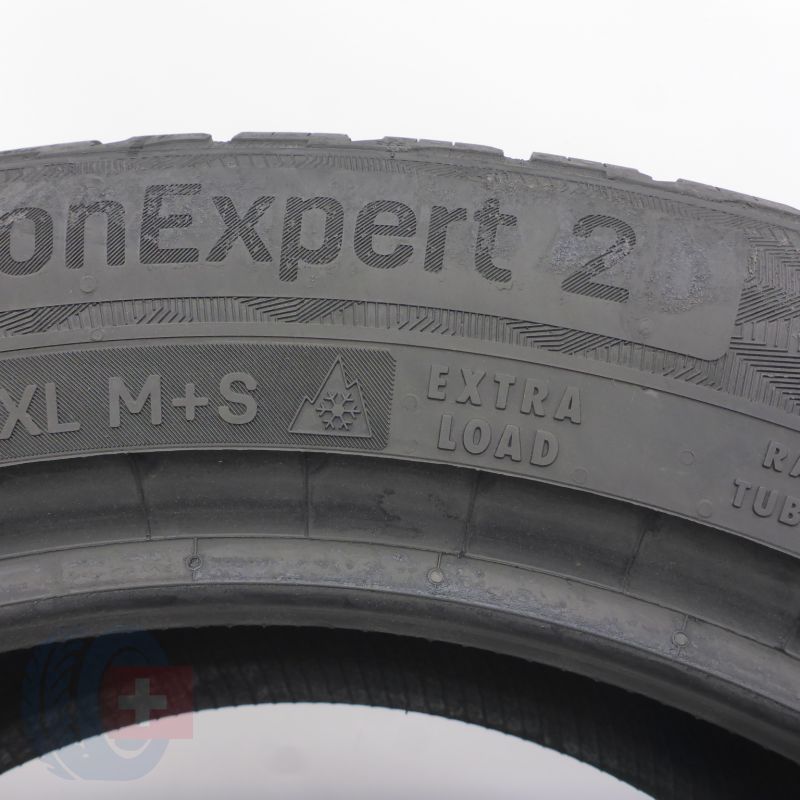 onExpert 2
XL M+S
EXTRA
LOAD
RA
TUB